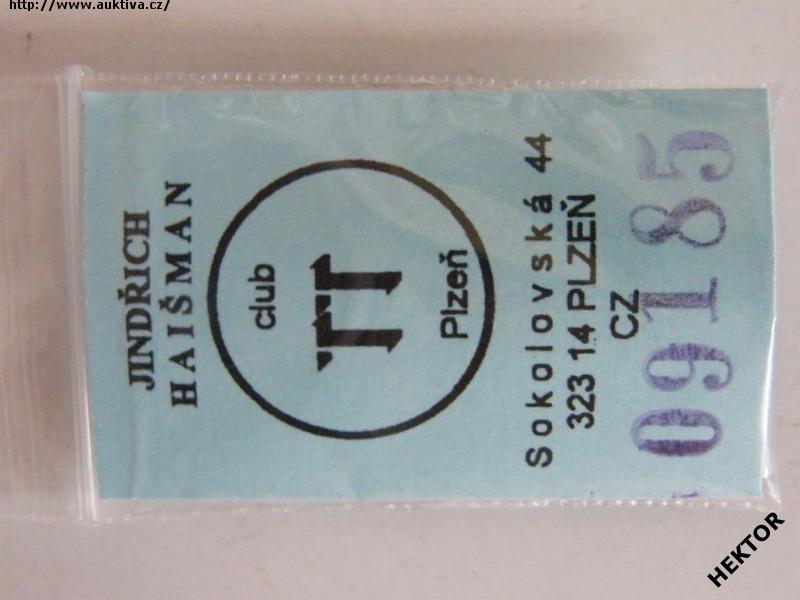 http://www.auktiva.cz/
JINDŘICH
HAIŠMAN
club
TT
Plzeň
Sokolovská 44
323 14 PLZEŇ
CZ
09185
HEKTOR